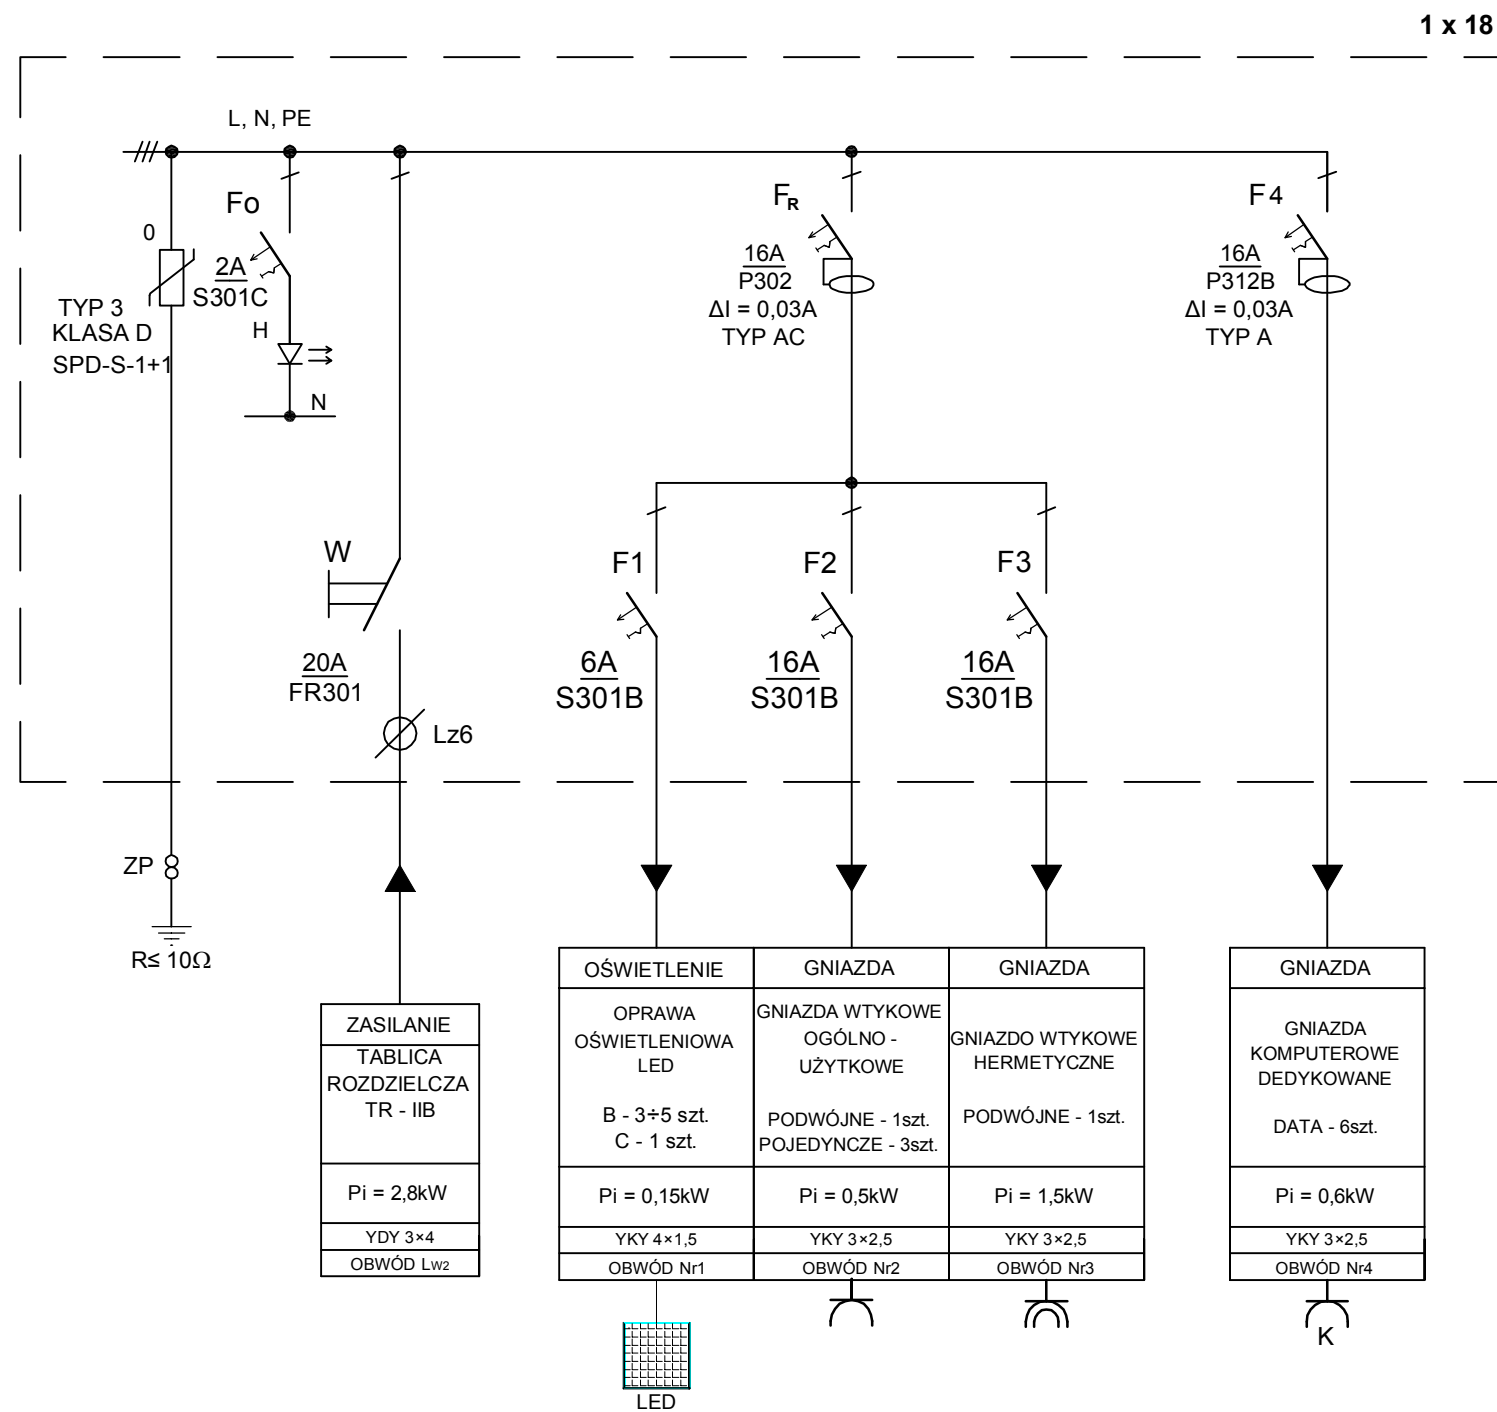 1 x 18
L, N, PE
0
TYP 3
KLASA D
SPD-S-1+1
Fo
2A
S301C
H
N
W
20A
FR301
Lz6
FR
16A
P302
ΔI = 0,03A
TYP AC
F4
16A
P312B
ΔI = 0,03A
TYP A
F1
6A
S301B
F2
16A
S301B
F3
16A
S301B
ZP
R≤ 10Ω
ZASILANIE
TABLICA
ROZDZIELCZA
TR - IIB
Pi = 2,8kW
YDY 3×4
OBWÓD Lw2
OŚWIETLENIE
OPRAWA
OŚWIETLENIOWA
LED
B - 3÷5 szt.
C - 1 szt.
Pi = 0,15kW
YKY 4×1,5
OBWÓD Nr1
LED
GNIAZDA
GNIAZDA WTYKOWE
OGÓLNO -
UŻYTKOWE
PODWÓJNE - 1szt.
POJEDYNCZE - 3szt.
Pi = 0,5kW
YKY 3×2,5
OBWÓD Nr2
GNIAZDA
GNIAZDO WTYKOWE
HERMETYCZNE
PODWÓJNE - 1szt.
Pi = 1,5kW
YKY 3×2,5
OBWÓD Nr3
GNIAZDA
GNIAZDA
KOMPUTEROWE
DEDYKOWANE
DATA - 6szt.
Pi = 0,6kW
YKY 3×2,5
OBWÓD Nr4
K